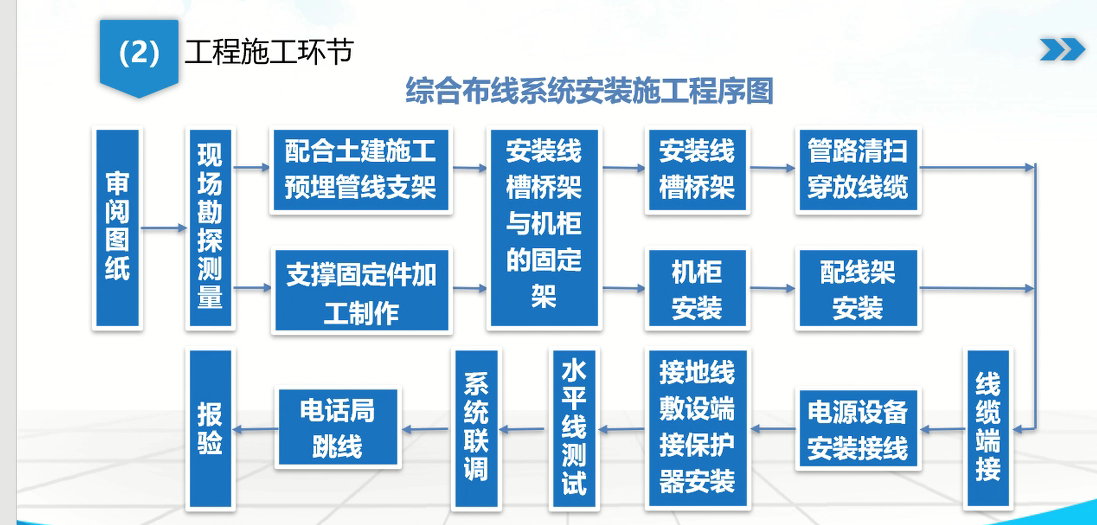 (2)
工程施工环节
综合布线系统安装施工程序图
审
阅
图
纸
现
场
勘
探
测
量
配合土建施工
预埋管线支架
支撑固定件加
工制作
安装线
槽桥架
与机柜
的固定
架
安装线
槽桥架
机柜
安装
管路清扫
穿放线缆
配线架
安装
线
缆
端
接
电源设备
安装接线
接地线
敷设端
接保护
器安装
水
平
线
测
试
系
统
联
调
电话局
跳线
报
验